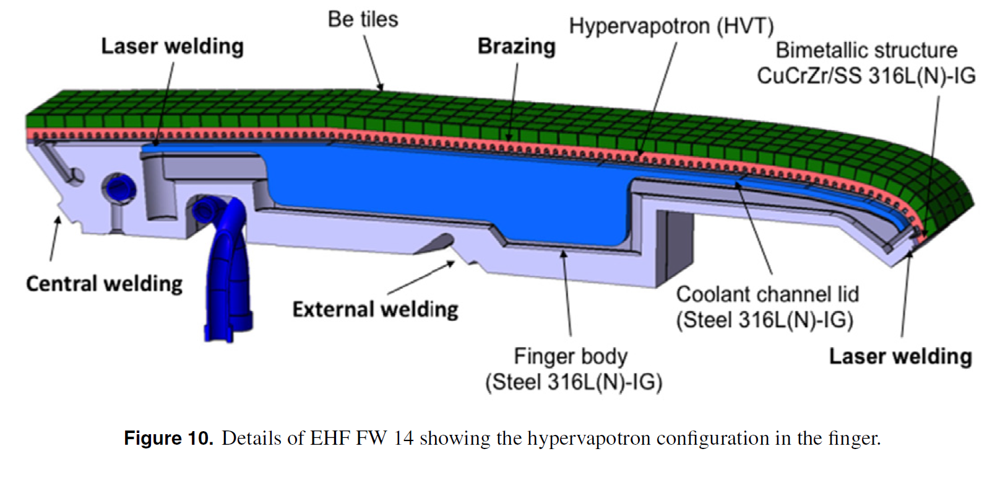 Be tiles
Hypervapotron (HVT)
Laser welding
Brazing
Bimetallic structure
CuCrZr/SS 316L(N)-IG
Central welding
External welding
Coolant channel lid
(Steel 316L(N)-IG)
Finger body
(Steel 316L(N)-IG)
Laser welding
Figure 10. Details of EHF FW 14 showing the hypervapotron configuration in the finger.